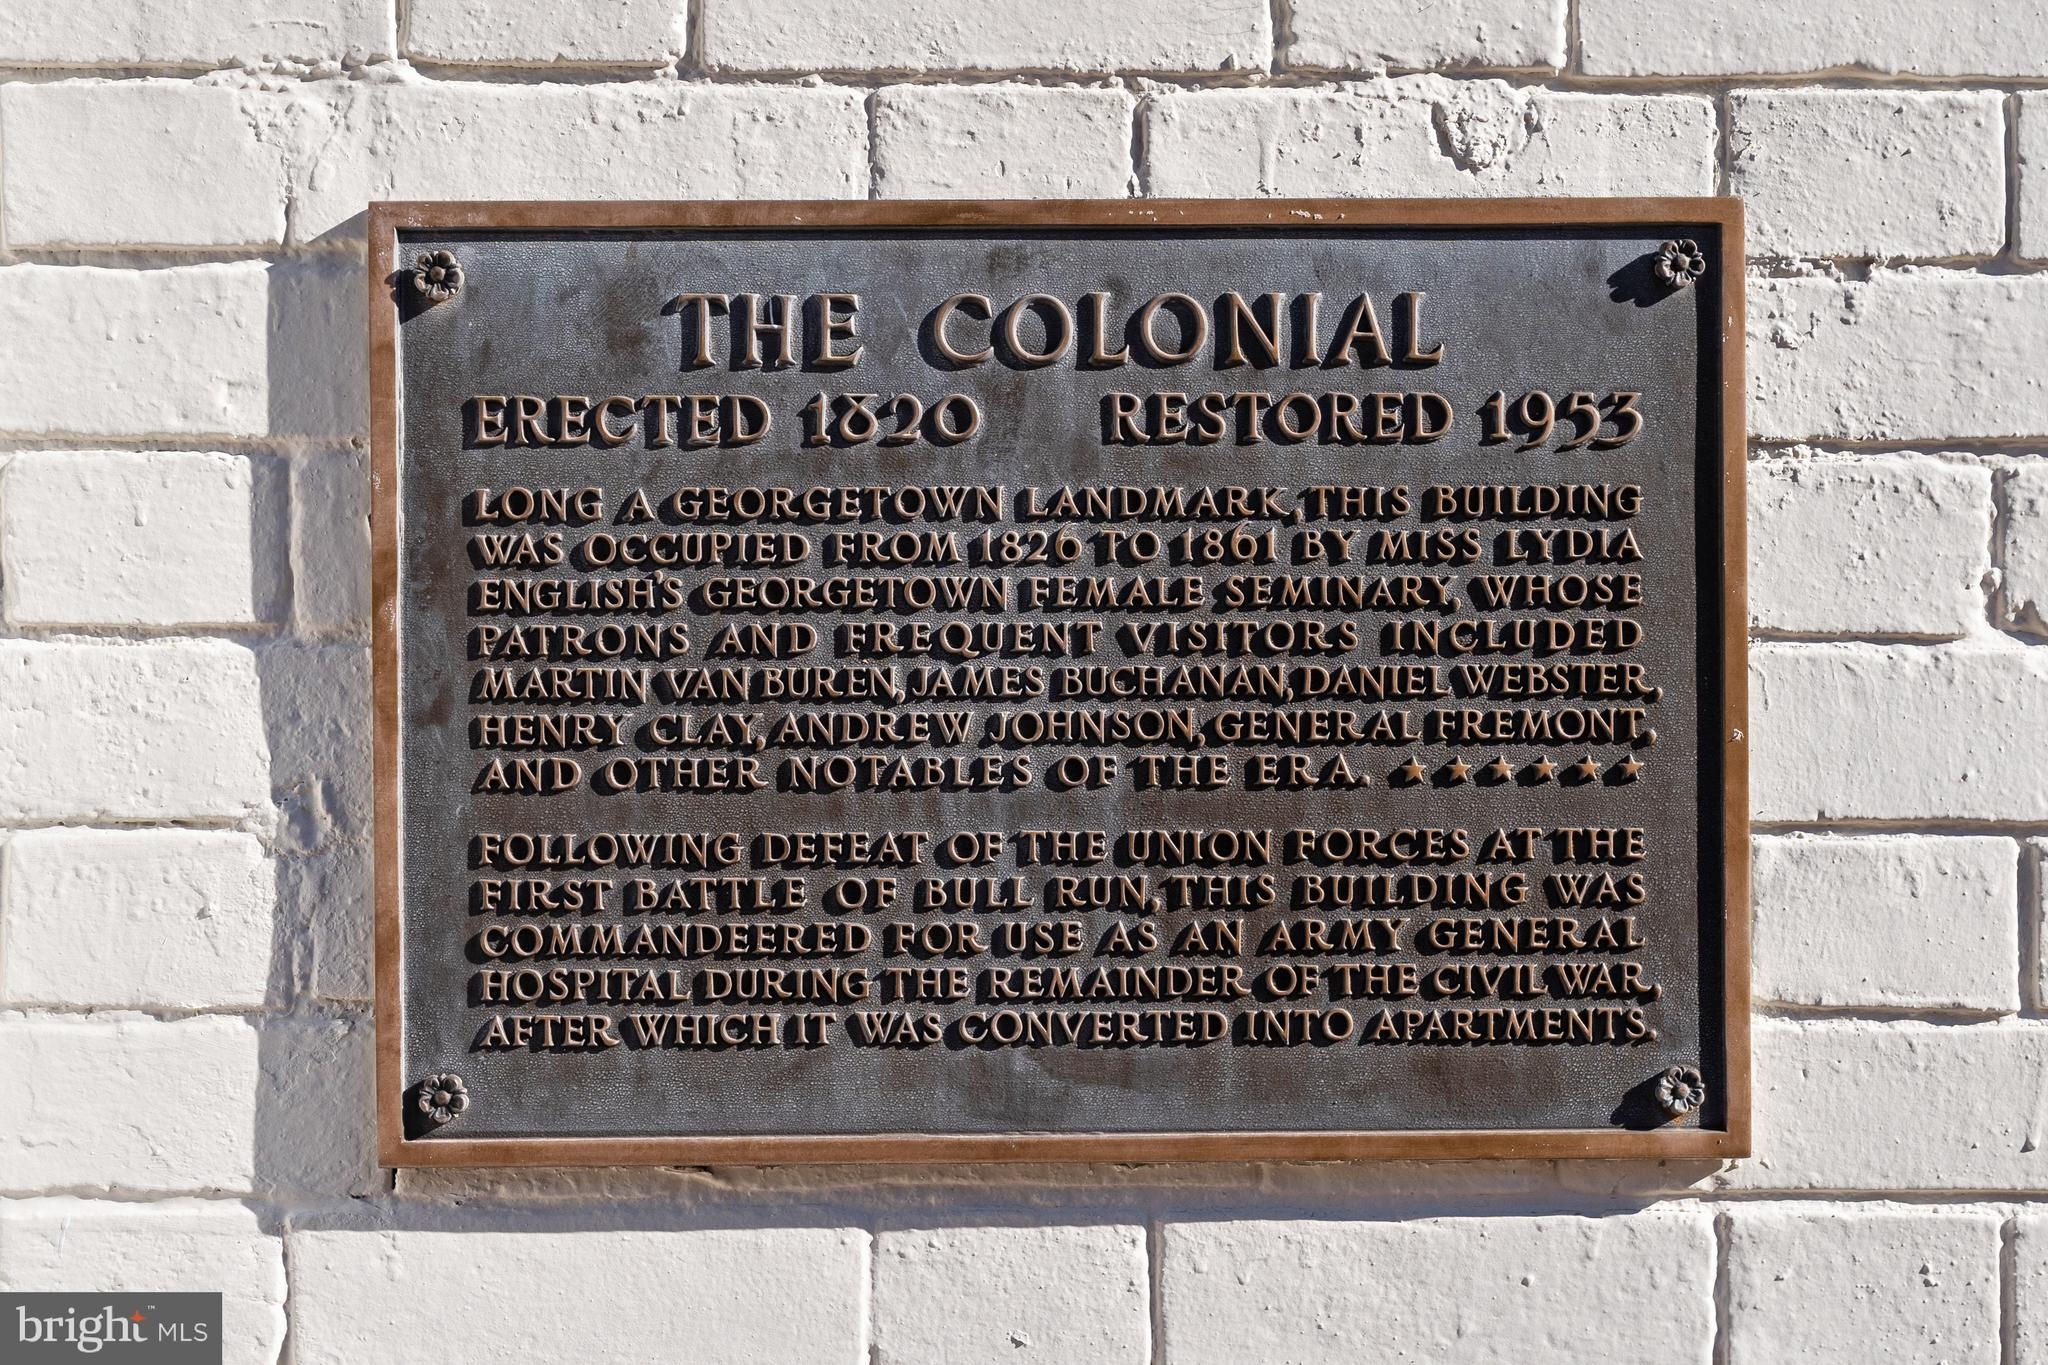 THE COLONIAL
ERECTED 1820 RESTORED 1953
LONG A GEORGETOWN LANDMARK, THIS BUILDING
WAS OCCUPIED FROM 1826 TO 1861 BY MISS LYDIA
ENGLISH'S GEORGETOWN FEMALE SEMINARY, WHOSE
PATRONS AND FREQUENT VISITORS INCLUDED
MARTIN VAN BUREN, JAMES BUCHANAN, DANIEL WEBSTER,
HENRY CLAY, ANDREW JOHNSON, GENERAL FREMONT,
AND OTHER NOTABLES OF THE ERA. ★ ★ ★ ★ ★ ★
FOLLOWING DEFEAT OF THE UNION FORCES AT THE
FIRST BATTLE OF BULL RUN, THIS BUILDING WAS
COMMANDEERED FOR USE AS AN ARMY GENERAL
HOSPITAL DURING THE REMAINDER OF THE CIVIL WAR,
AFTER WHICH IT WAS CONVERTED INTO APARTMENTS.
bright™ MLS